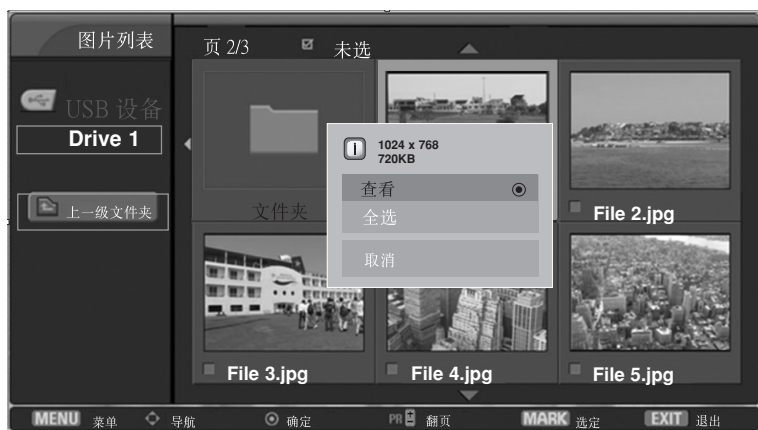 图片列表
页 2/3
未选
USB 设备
Drive 1
上一级文件夹
文件夹
1024 x 768
720KB
查看
全选
取消
File 2.jpg
File 3.jpg
File 4.jpg
File 5.jpg
MENU 菜单 导航 确定 PR 翻页 MARK 选定 EXIT 退出